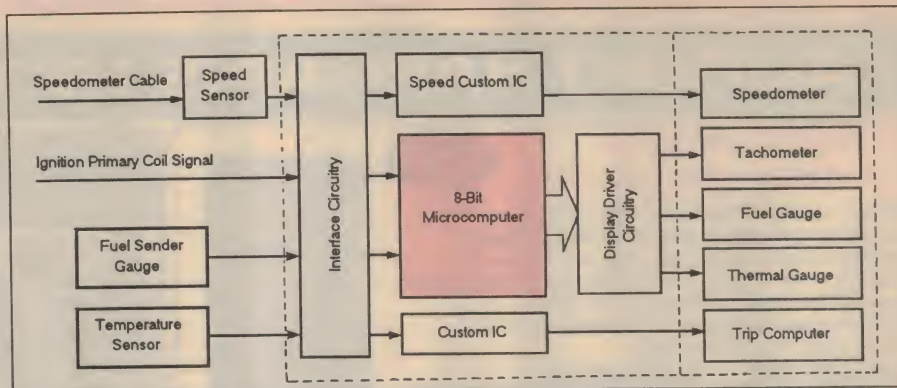 Speedometer Cable
Speed
Sensor
Ignition Primary Coil Signal
Fuel Sender
Gauge
Temperature
Sensor
Interface Circuitry
Speed Custom IC
8-Bit
Microcomputer
Custom IC
Display Driver
Circuitry
Speedometer
Tachometer
Fuel Gauge
Thermal Gauge
Trip Computer